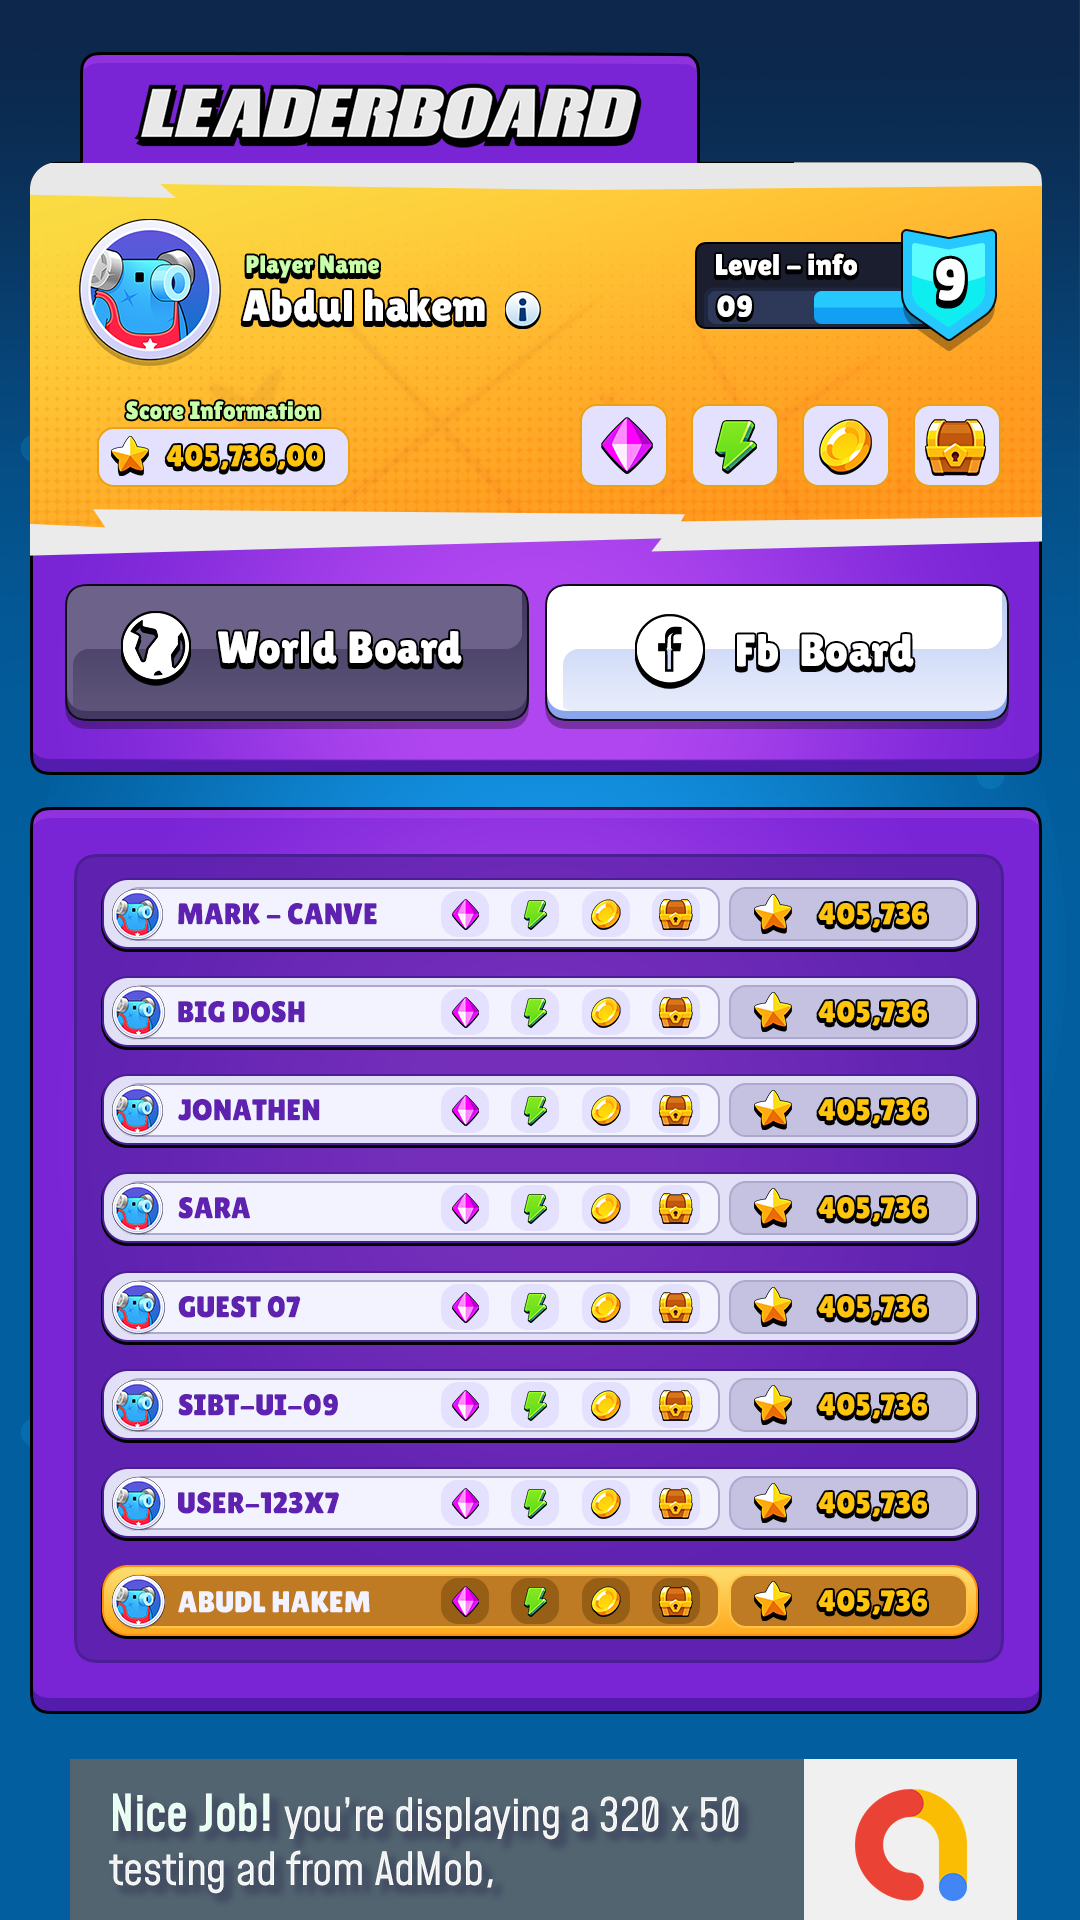 LEADERBOARD
Player Name
Abdul hakem i
Level - info
09
9
Score Information
405,736,00
World Board
f Fb Board
MARK - CANVE 405,736
BIG DOSH 405,736
JONATHEN 405,736
SARA 405,736
GUEST 07 405,736
SIBT-UI-09 405,736
USER-123X7 405,736
ABUDL HAKEM 405,736
Nice Job! you're displaying a 320 x 50
testing ad from AdMob,